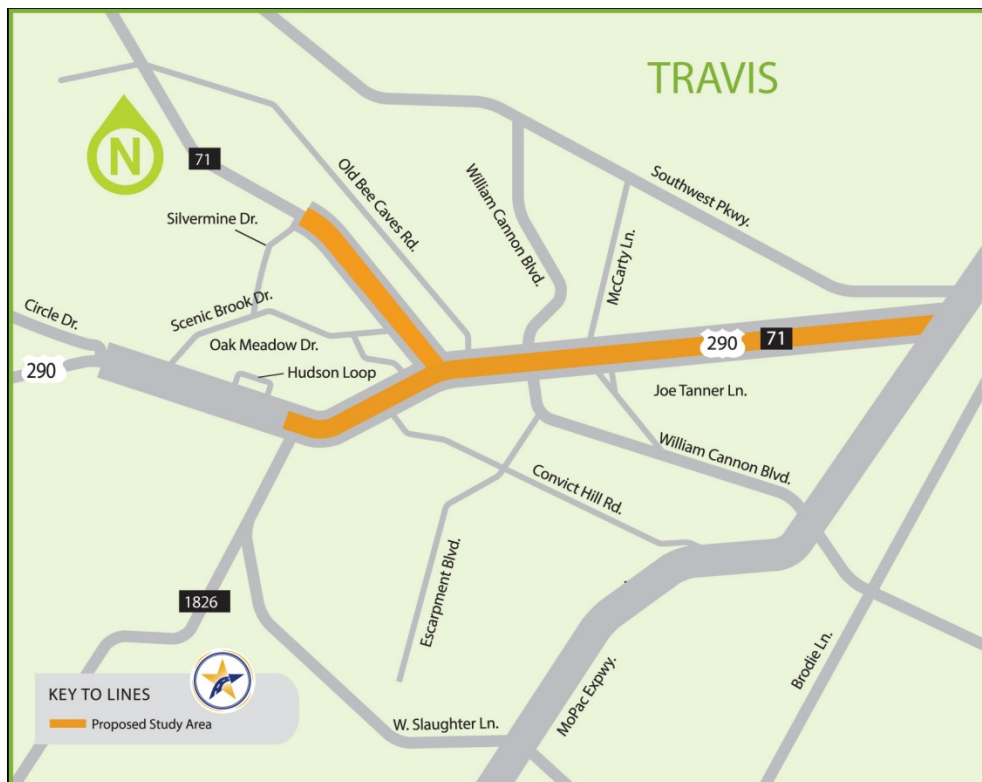 TRAVIS
N
71
Old Bee Caves Rd.
William Cannon Blvd.
Southwest Pkwy.
Silvermine Dr.
McCarty Ln.
Circle Dr.
Scenic Brook Dr.
Oak Meadow Dr.
290
71
290
Hudson Loop
Joe Tanner Ln.
William Cannon Blvd.
Convict Hill Rd.
Escarpment Blvd.
1826
Brodie Ln.
MoPac Expwy.
KEY TO LINES
Proposed Study Area
W. Slaughter Ln.